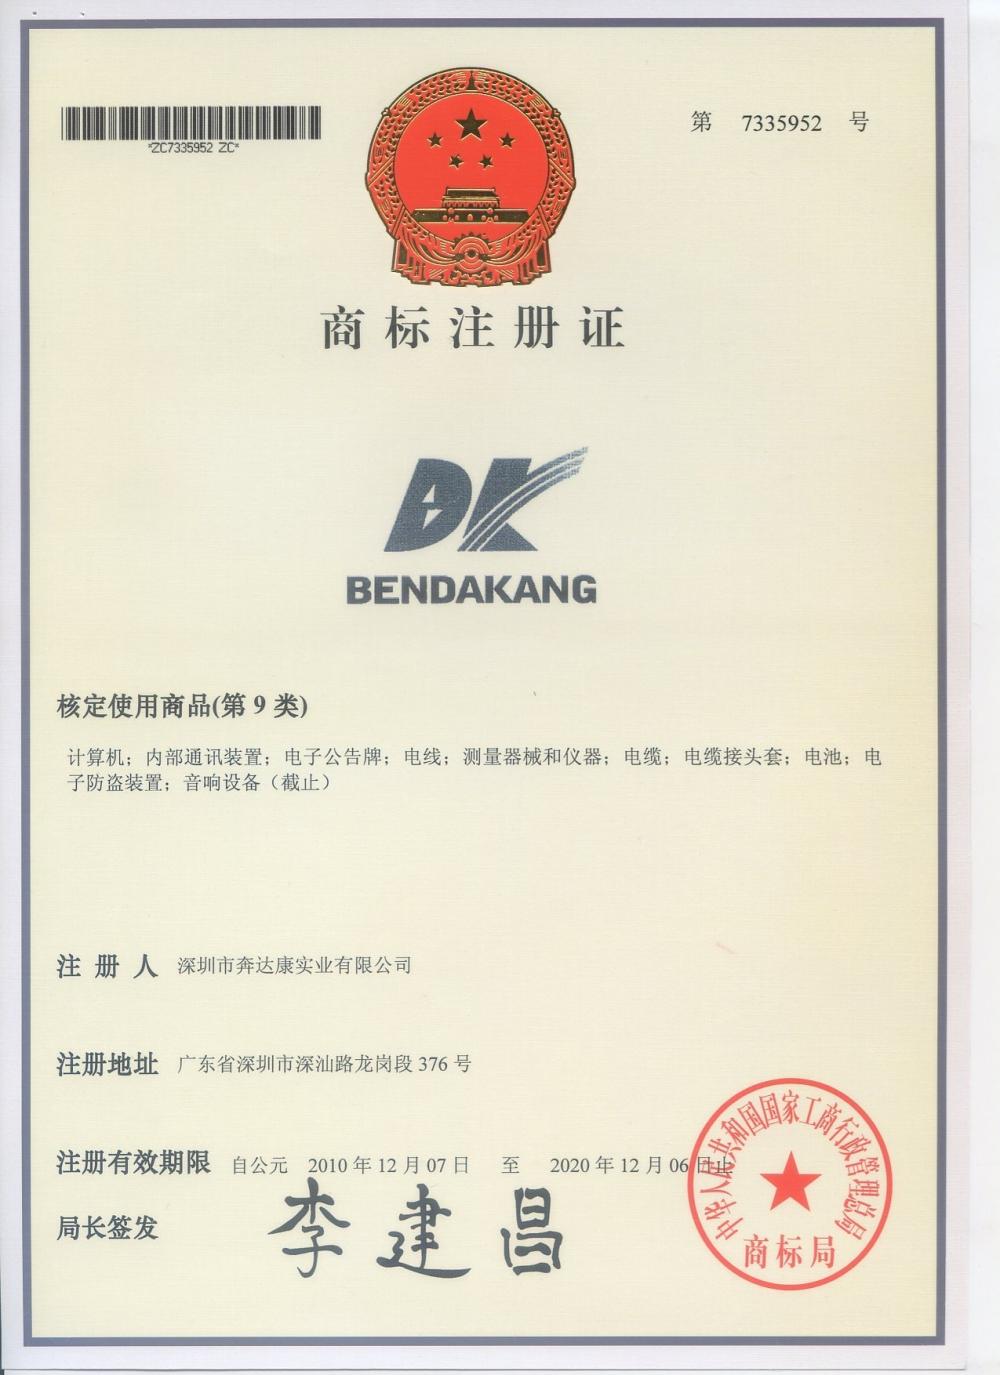 *ZC7335952 ZC*
第 7335952 号
商标注册证
DK
BENDAKANG
核定使用商品(第 9 类)
计算机；内部通讯装置；电子公告牌；电线；测量器械和仪器；电缆；电缆接头套；电池；电
子防盗装置；音响设备（截止）
注 册 人 深圳市奔达康实业有限公司
注册地址 广东省深圳市深汕路龙岗段 376 号
注册有效期限 自公元 2010 年 12 月 07 日 至 2020 年 12 月 06 日止
局长签发 李建昌
中华人民共和国国家工商行政管理总局
商标局